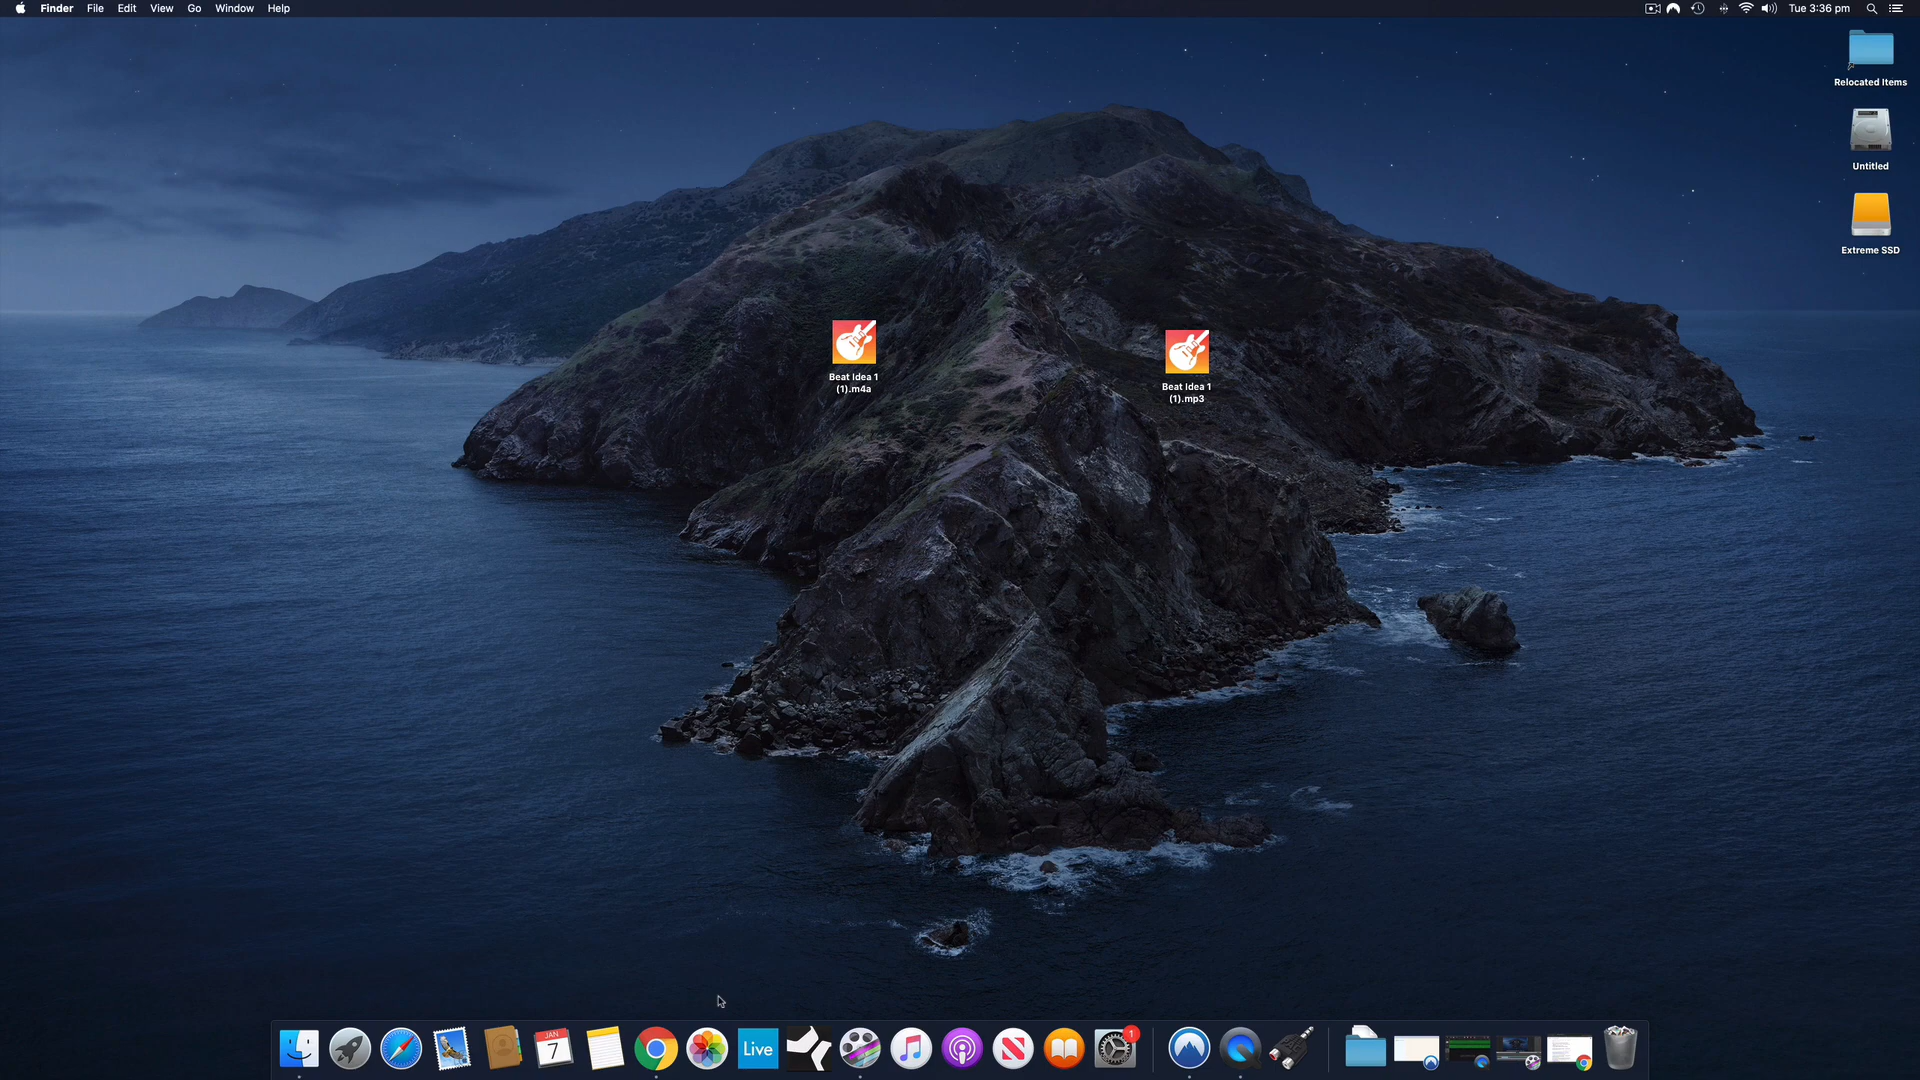 Finder File Edit View Go Window Help
Tue 3:36 pm
Relocated Items
Untitled
Extreme SSD
Beat Idea 1
(1).m4a
Beat Idea 1
(1).mp3
JAN
7
Live
1